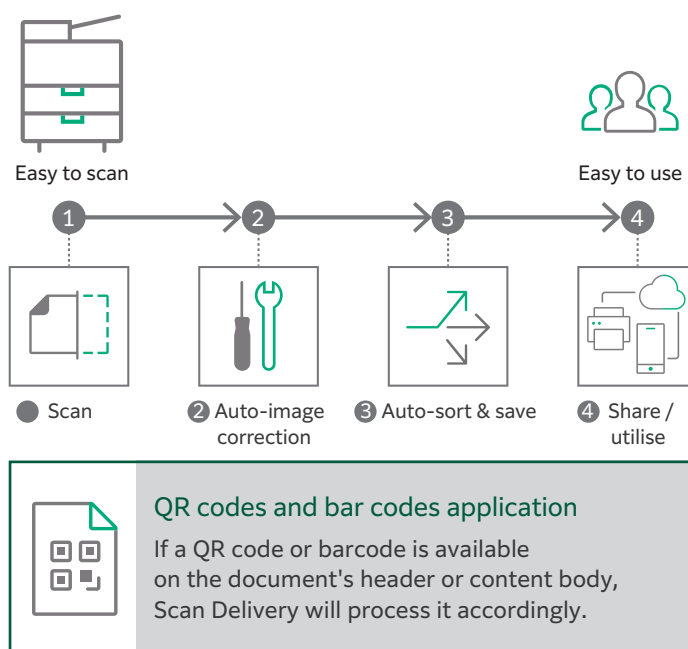 Easy to scan
Easy to use
1
2
3
4
Scan
2 Auto-image
correction
3 Auto-sort & save
4 Share /
utilise
QR codes and bar codes application
If a QR code or barcode is available
on the document's header or content body,
Scan Delivery will process it accordingly.